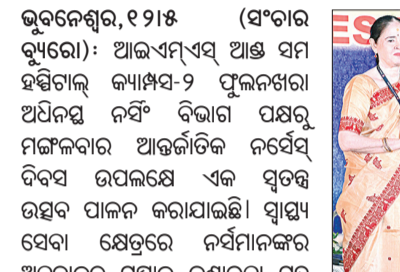 ଭୁବନେଶ୍ୱର,୧୨।୫ (ସଂଚାର
ବ୍ୟୁରୋ): ଆଇଏମ୍ଏସ୍ ଆଣ୍ଡ ସମ
ହସ୍ପିଟାଲ୍ କ୍ୟାମ୍ପସ-୨ ଫୁଲନଖରା
ଅଧିନସ୍ଥ ନର୍ସିଂ ବିଭାଗ ପକ୍ଷରୁ
ମଙ୍ଗଳବାର ଆନ୍ତର୍ଜାତିକ ନର୍ସେସ୍
ଦିବସ ଉପଲକ୍ଷେ ଏକ ସ୍ୱତନ୍ତ୍ର
ଉତ୍ସବ ପାଳନ କରାଯାଇଛି। ସ୍ୱାସ୍ଥ୍ୟ
ସେବା କ୍ଷେତ୍ରରେ ନର୍ସମାନଙ୍କର
ES